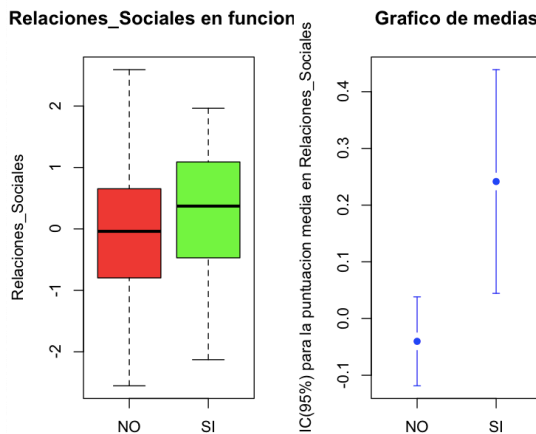 Relaciones_Sociales en funcion
Relaciones_Sociales
2
1
0
-1
-2
NO
SI
Grafico de medias
IC(95%) para la puntuacion media en Relaciones_Sociales
0.4
0.3
0.2
0.1
0.0
-0.1
NO
SI